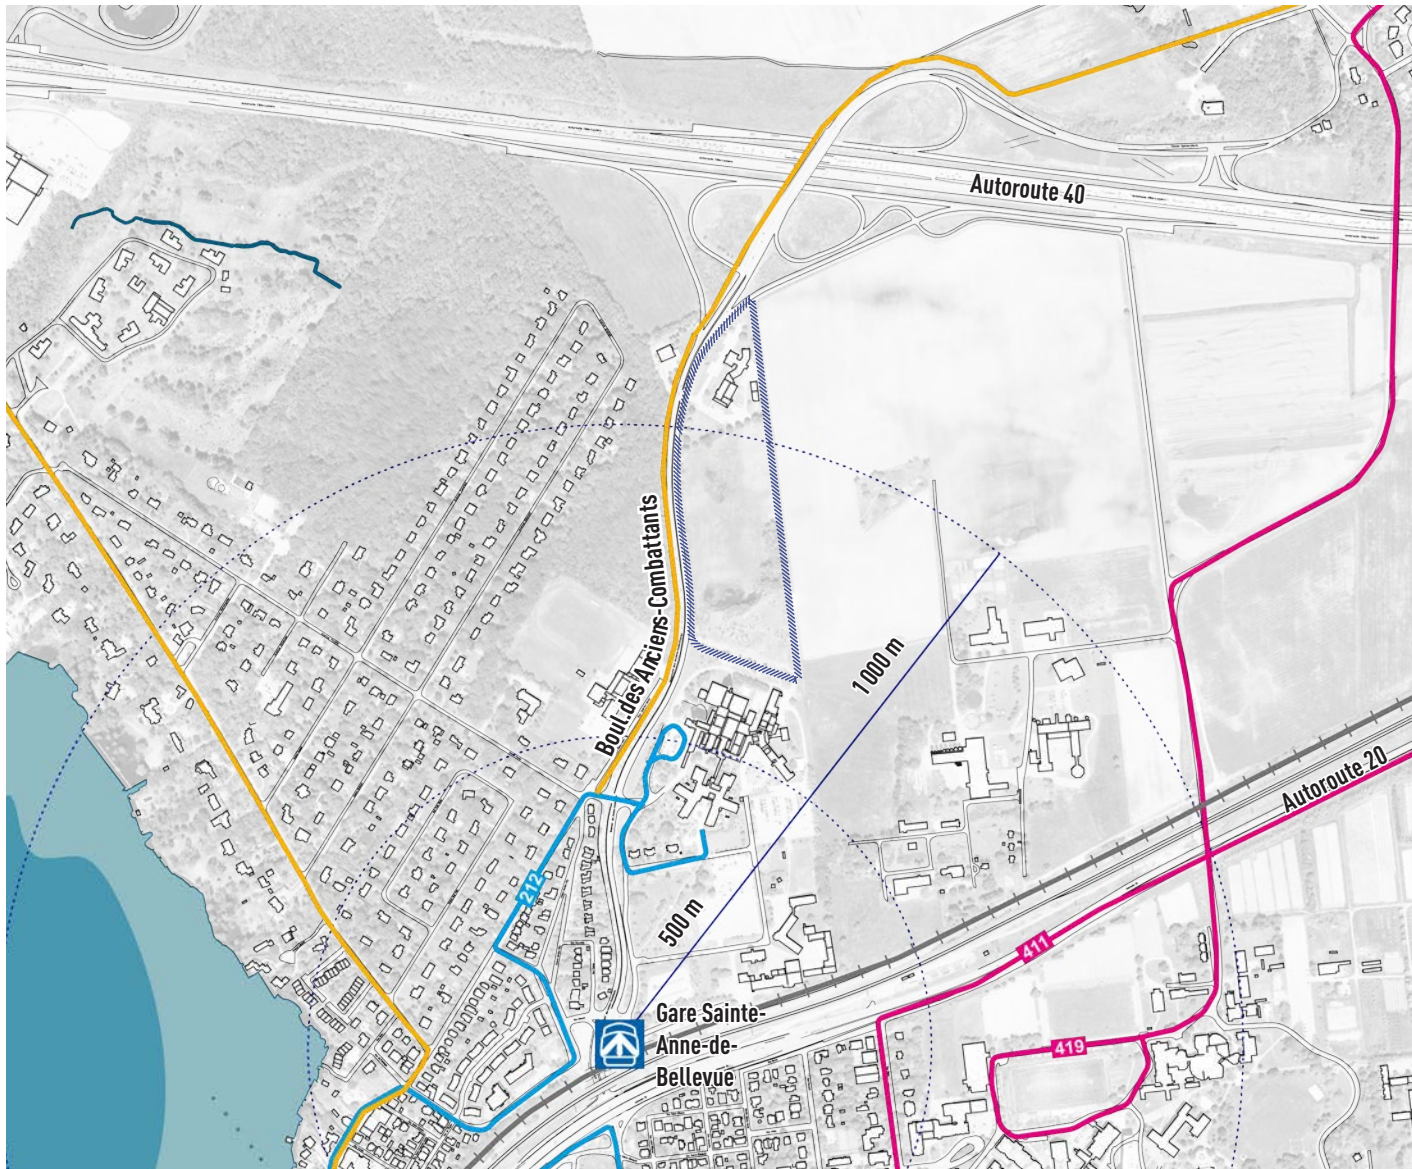 Autoroute 40
Boul. des Anciens-Combattants
1 000 m
Autoroute 20
212
500 m
411
Gare Sainte-
Anne-de-
Bellevue
419